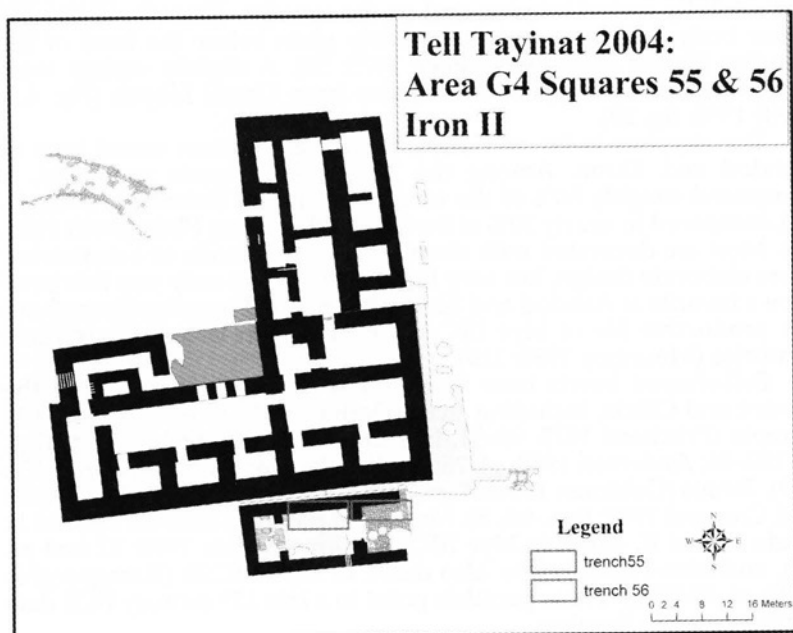 Tell Tayinat 2004:
Area G4 Squares 55 & 56
Iron II
Legend
trench55
trench 56
N
W E
S
0 2 4 8 12 16 Meters